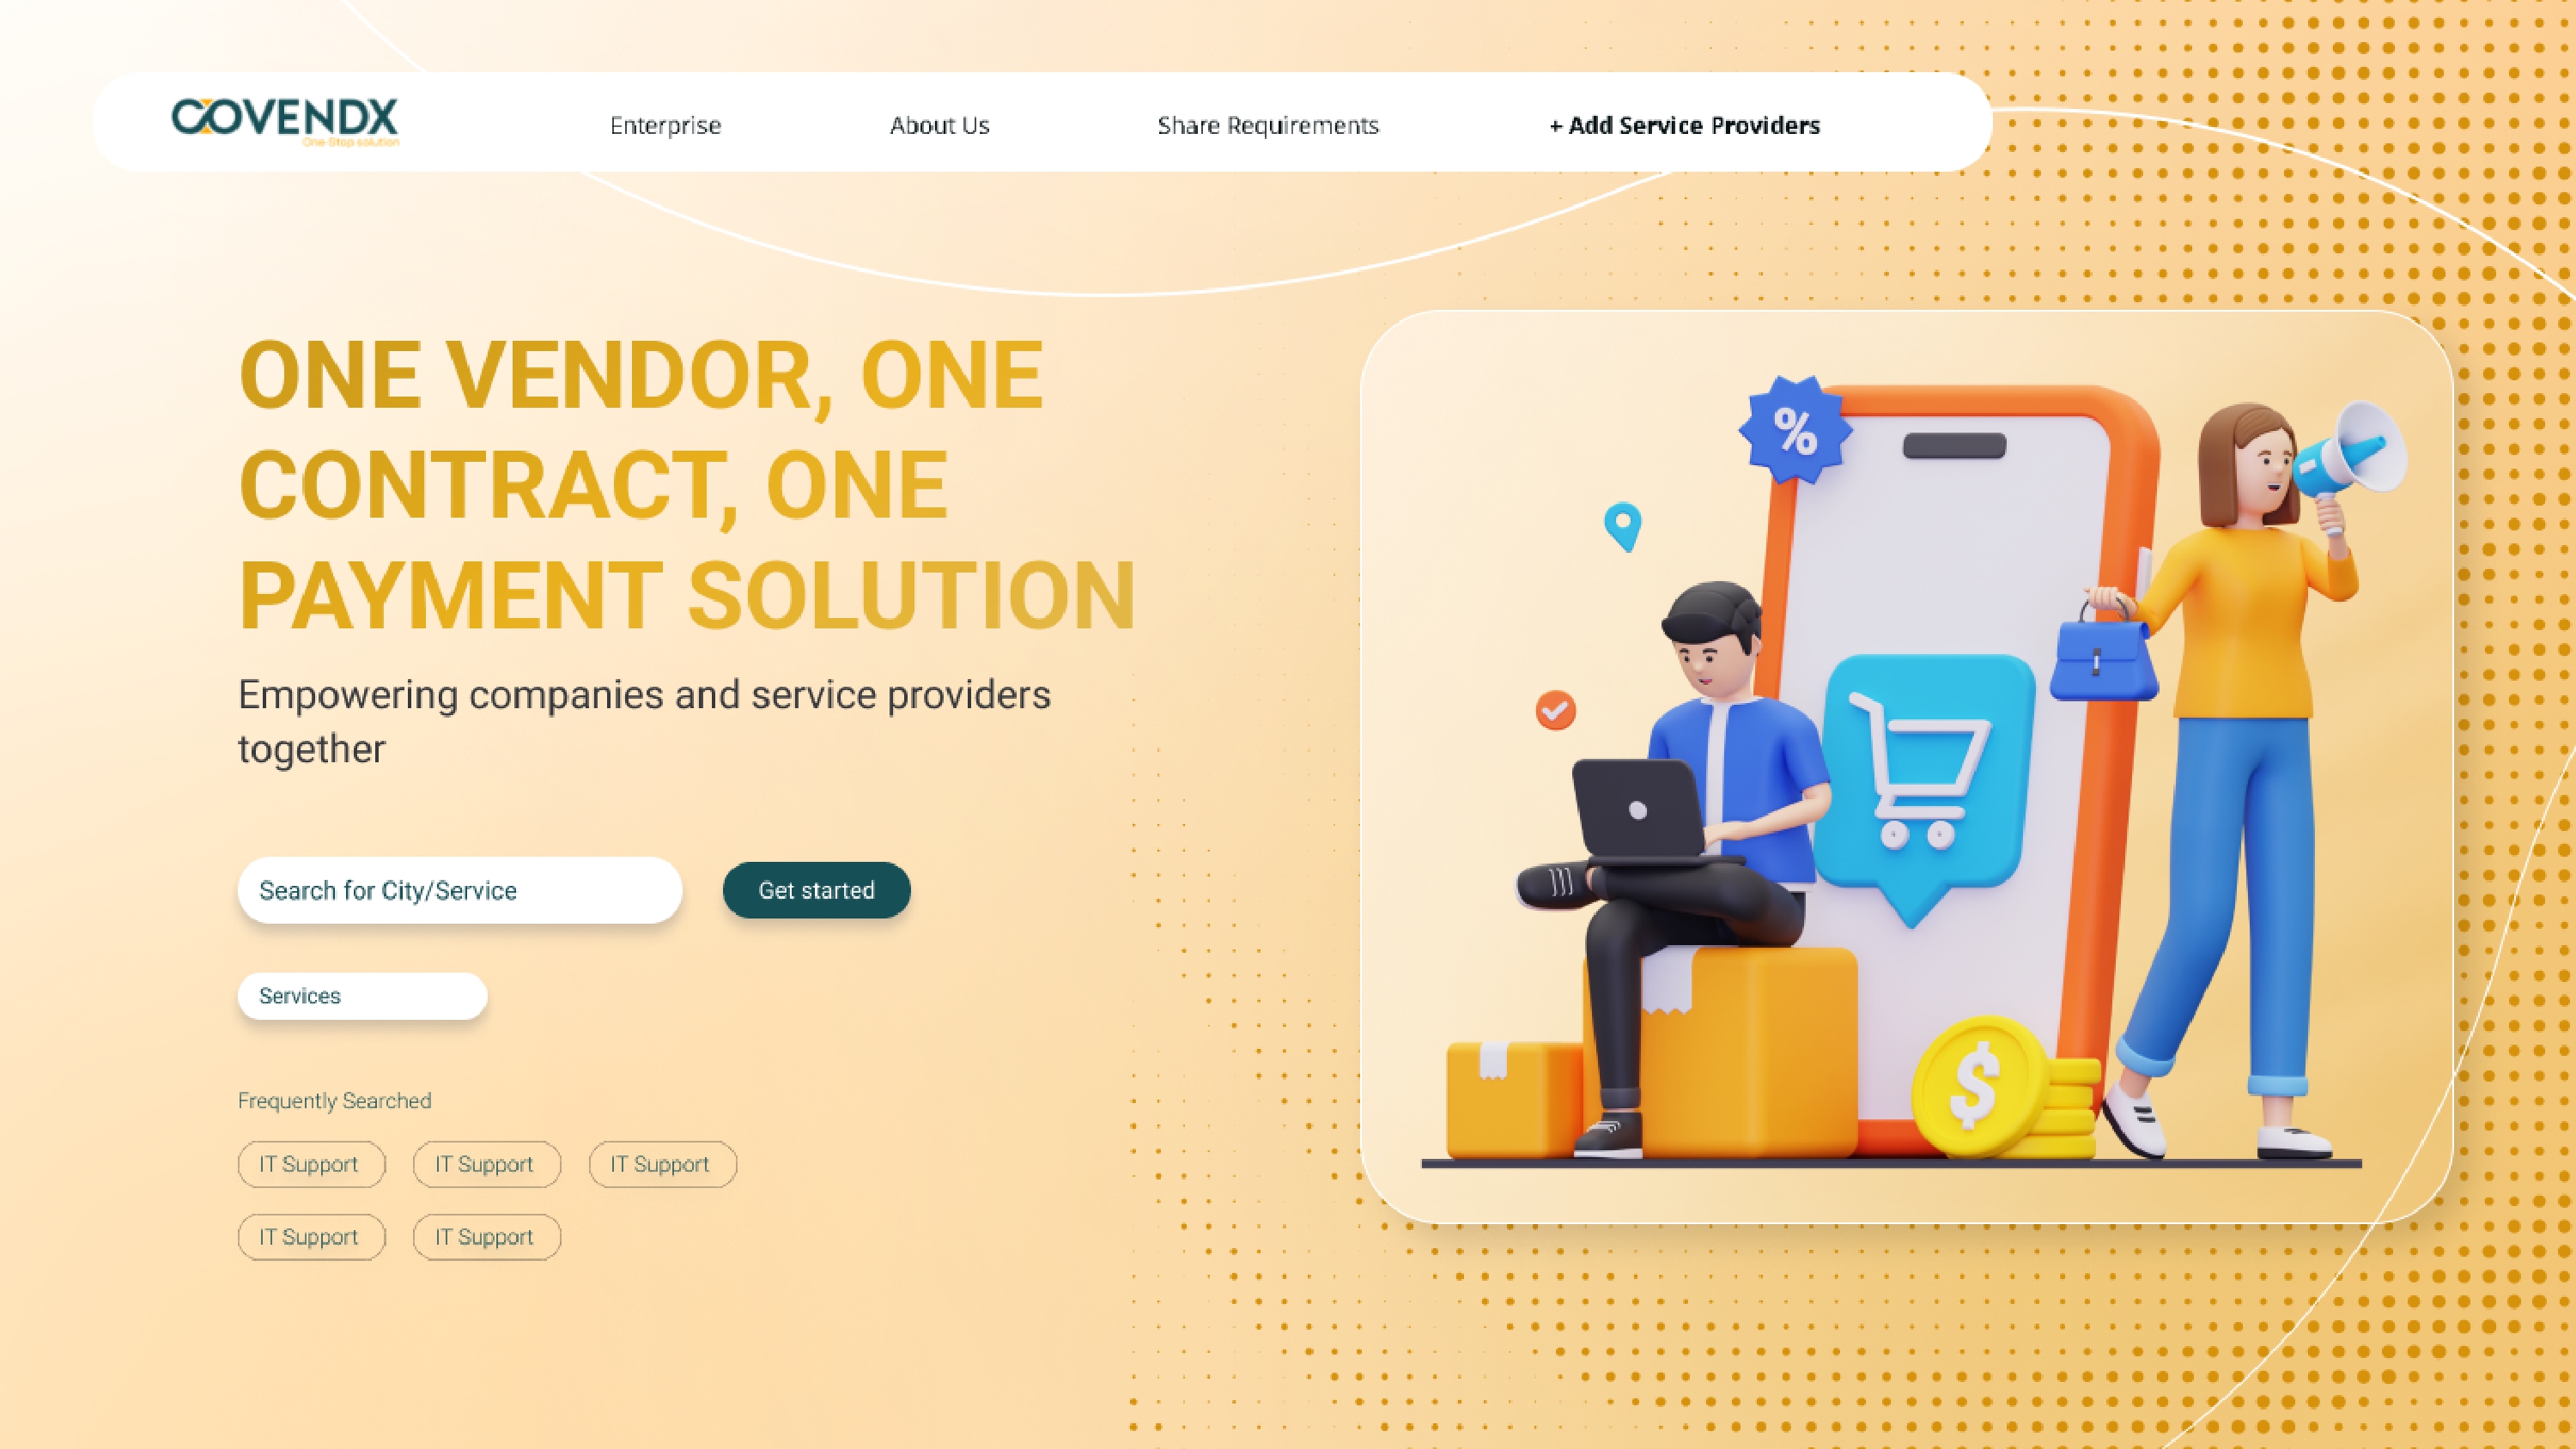 COVENDX
One Stop solution
Enterprise
About Us
Share Requirements
+ Add Service Providers
ONE VENDOR, ONE
CONTRACT, ONE
PAYMENT SOLUTION
Empowering companies and service providers
together
Search for City/Service
Get started
Services
Frequently Searched
IT Support
IT Support
IT Support
IT Support
IT Support
%
$